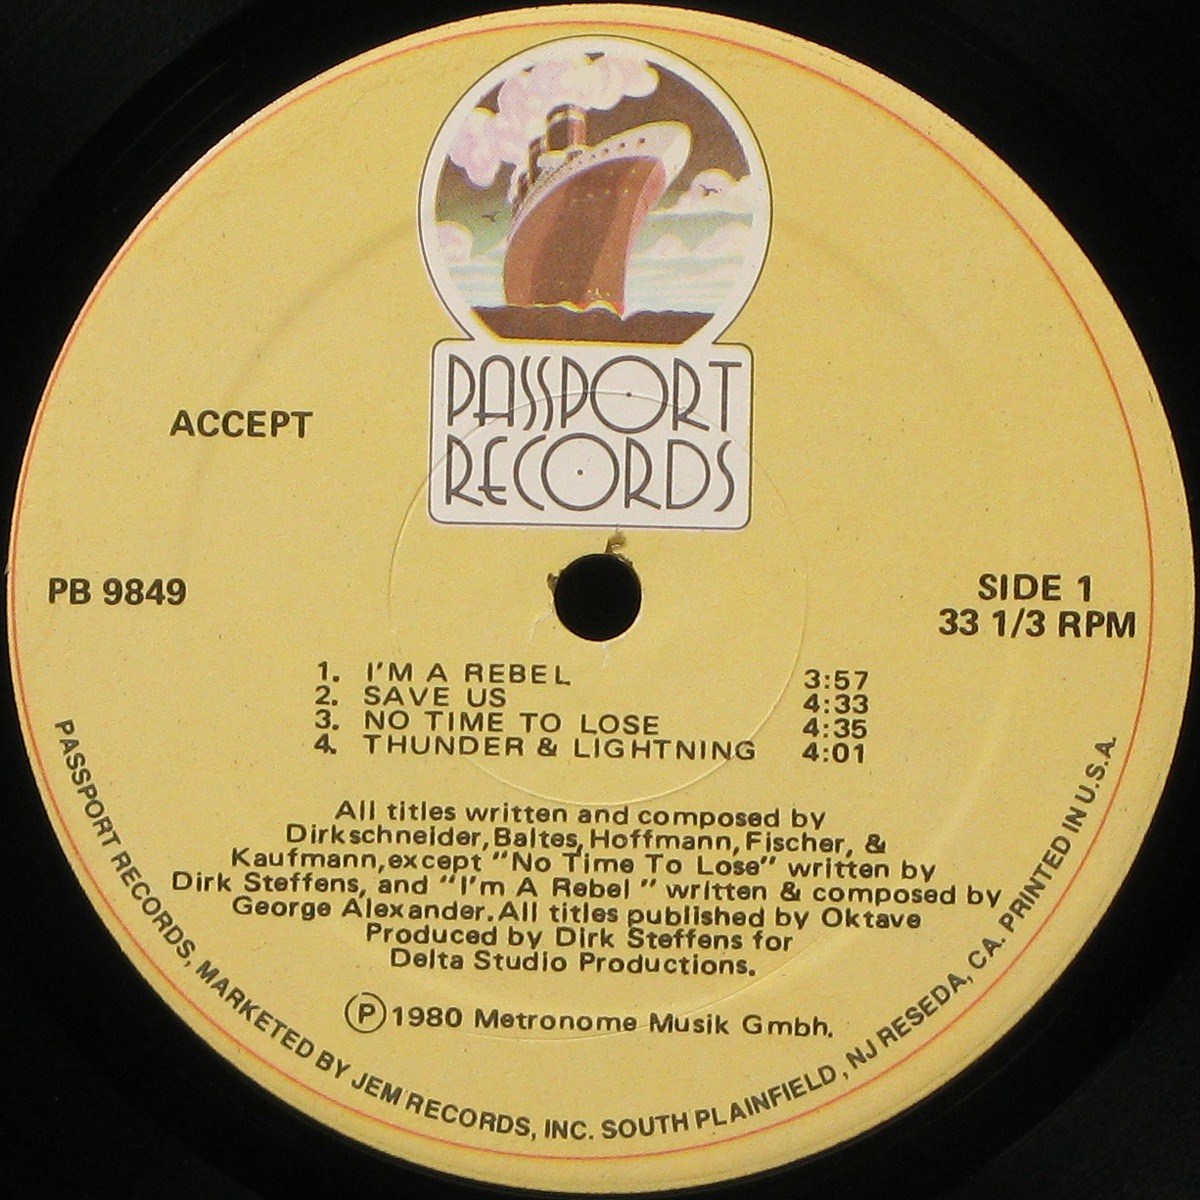 PASSPORT
RECORDS
ACCEPT
PB 9849
SIDE 1
33 1/3 RPM
1. I'M A REBEL 3:57
2. SAVE US 4:33
3. NO TIME TO LOSE 4:35
4. THUNDER & LIGHTNING 4:01
All titles written and composed by
Dirkschneider, Baltes, Hoffmann, Fischer, &
Kaufmann, except "No Time To Lose" written by
Dirk Steffens, and "I'm A Rebel " written & composed by
George Alexander. All titles published by Oktave
Produced by Dirk Steffens for
Delta Studio Productions.
Ⓟ 1980 Metronome Musik Gmbh.
PASSPORT RECORDS, MARKETED BY JEM RECORDS, INC. SOUTH PLAINFIELD, NJ RESEDA, CA. PRINTED IN U.S.A.